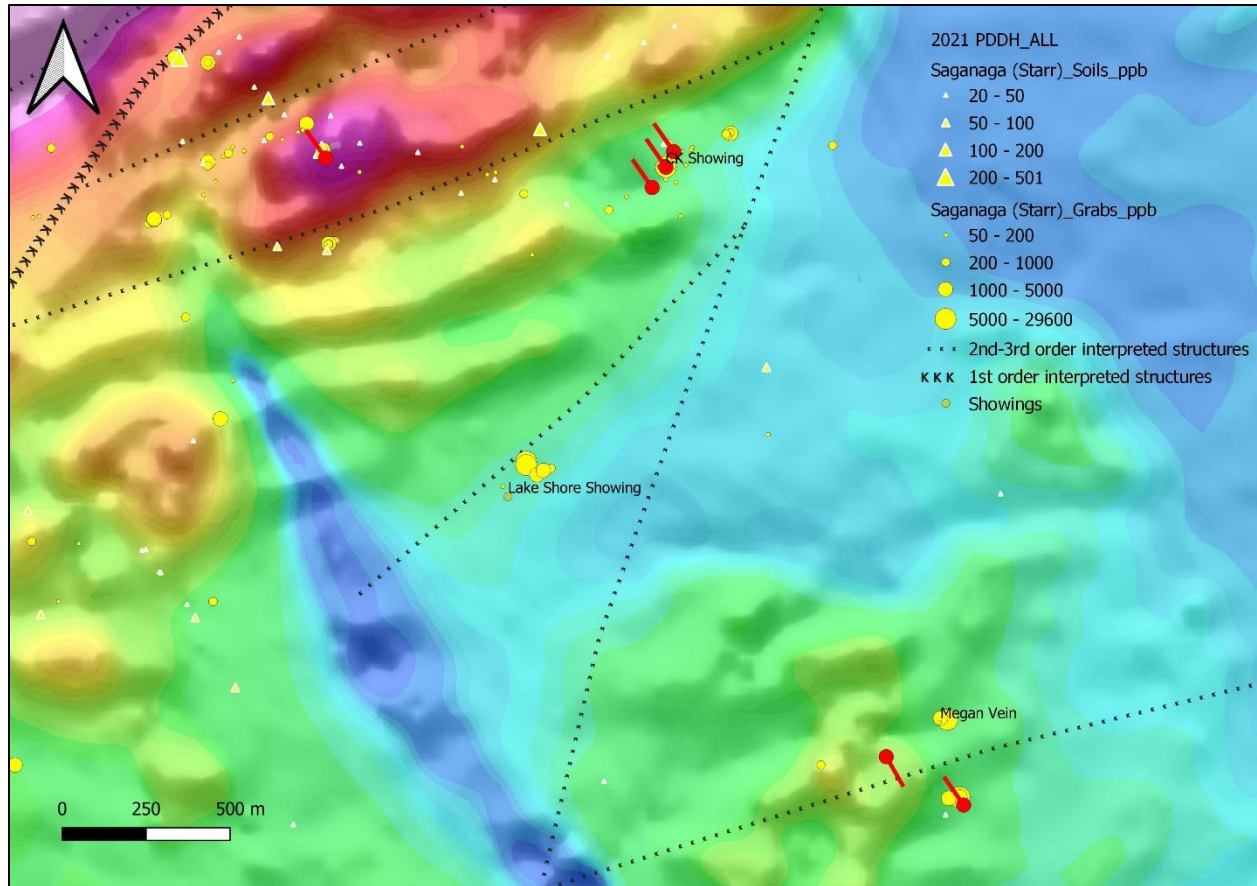 2021 PDDH_ALL
Saganaga (Starr)_Soils_ppb
20 - 50
50 - 100
100 - 200
200 - 501
Saganaga (Starr)_Grabs_ppb
50 - 200
200 - 1000
1000 - 5000
5000 - 29600
2nd-3rd order interpreted structures
K K K 1st order interpreted structures
Showings
CK Showing
Lake Shore Showing
Megan Vein
0 250 500 m